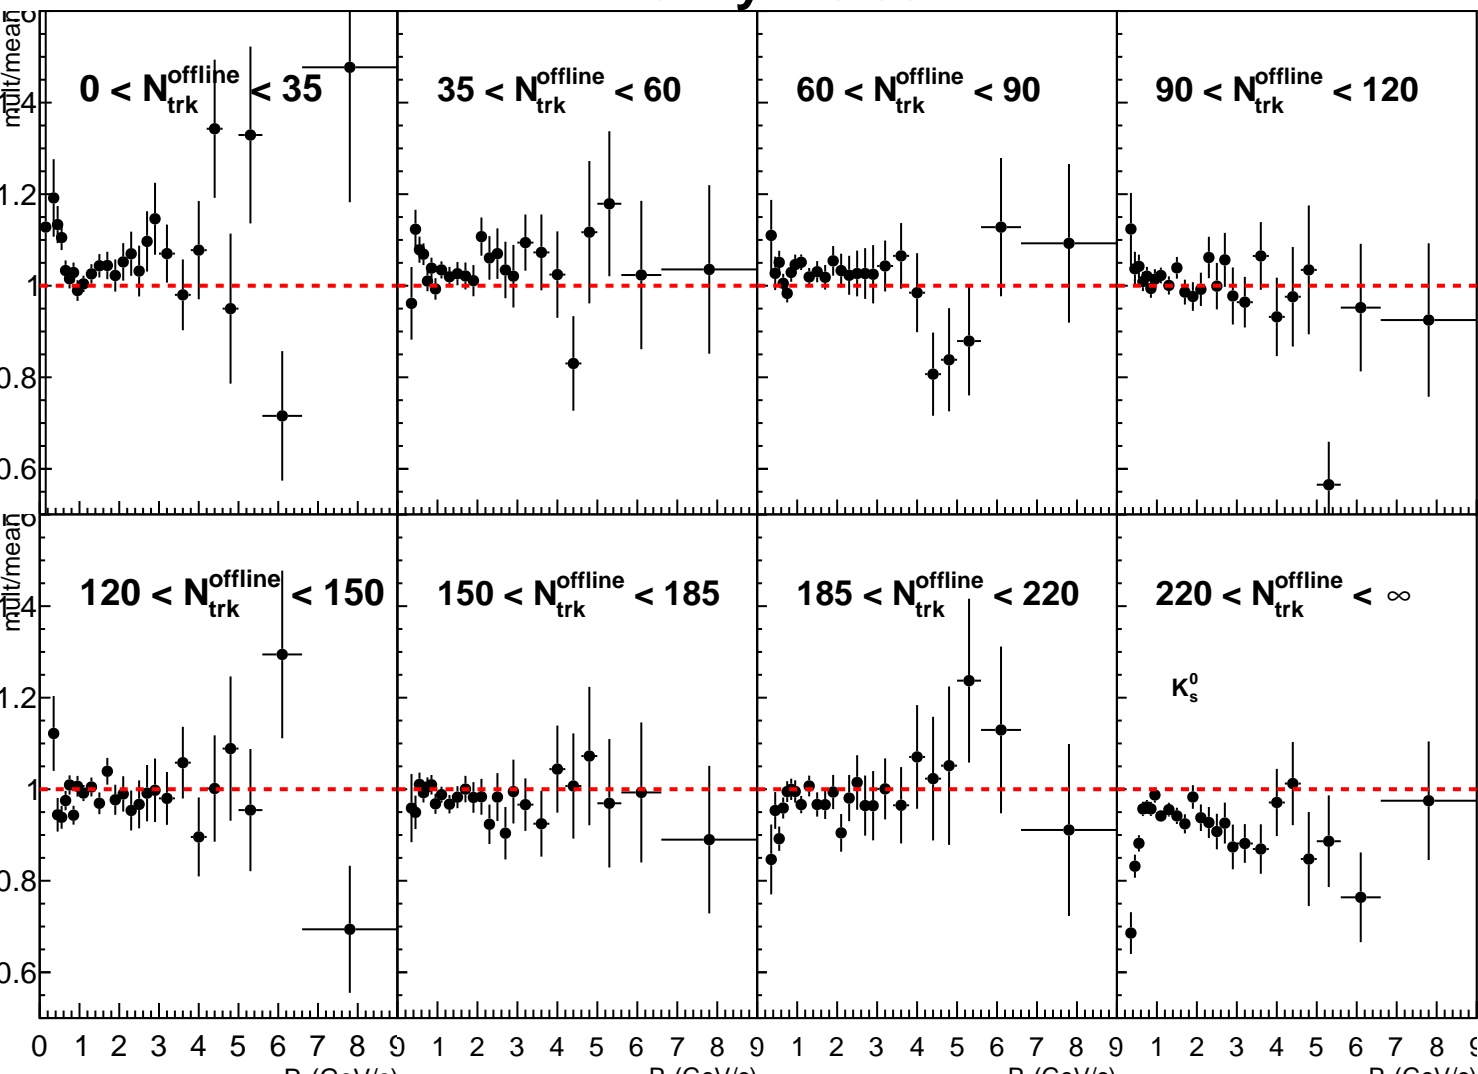 mult/mean
0 < N_trk^offline < 35
35 < N_trk^offline < 60
60 < N_trk^offline < 90
90 < N_trk^offline < 120
1.4
1.2
1
0.8
0.6
mult/mean
120 < N_trk^offline < 150
150 < N_trk^offline < 185
185 < N_trk^offline < 220
220 < N_trk^offline < ∞
K_s^0
1.4
1.2
1
0.8
0.6
0 1 2 3 4 5 6 7 8 9
1 2 3 4 5 6 7 8 9
1 2 3 4 5 6 7 8 9
1 2 3 4 5 6 7 8 9